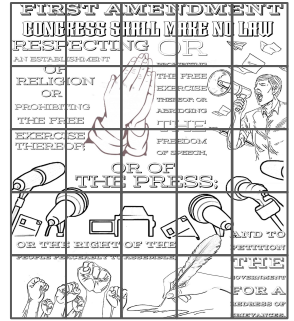 FIRST AMENDMENT
CONGRESS SHALL MAKE NO LAW
RESPECTING
AN ESTABLISHMENT
OF
RELIGION
OR
PROHIBITING
THE FREE
EXERCISE
THEREOF;
OR
THE FREE
EXERCISE
THEREOF; OR
ABRIDGING
THE
FREEDOM
OF SPEECH,
OR OF
THE PRESS;
OR THE RIGHT OF THE
PEOPLE PEACEABLY TO ASSEMBLE,
AND TO
PETITION
THE
GOVERNMENT
FOR A
REDRESS OF
GRIEVANCES.